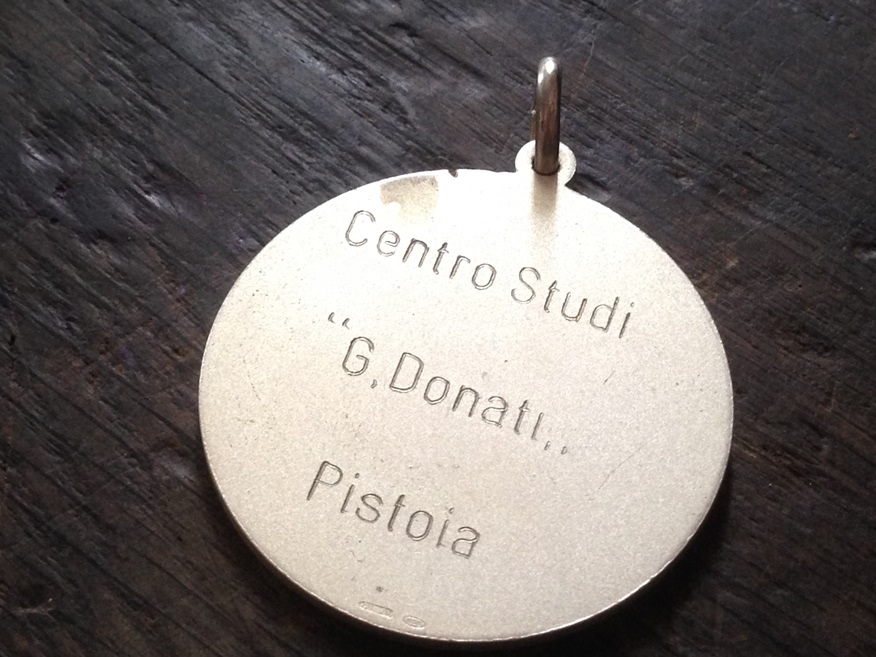 Centro Studi
“G. Donati„
Pistoia